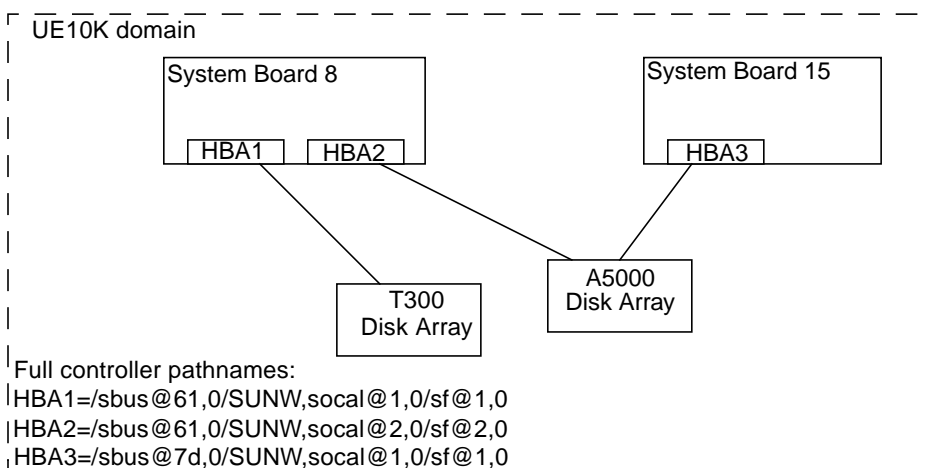 UE10K domain
System Board 8
System Board 15
HBA1
HBA2
HBA3
A5000
Disk Array
T300
Disk Array
Full controller pathnames:
HBA1=/sbus@61,0/SUNW,socal@1,0/sf@1,0
HBA2=/sbus@61,0/SUNW,socal@2,0/sf@2,0
HBA3=/sbus@7d,0/SUNW,socal@1,0/sf@1,0